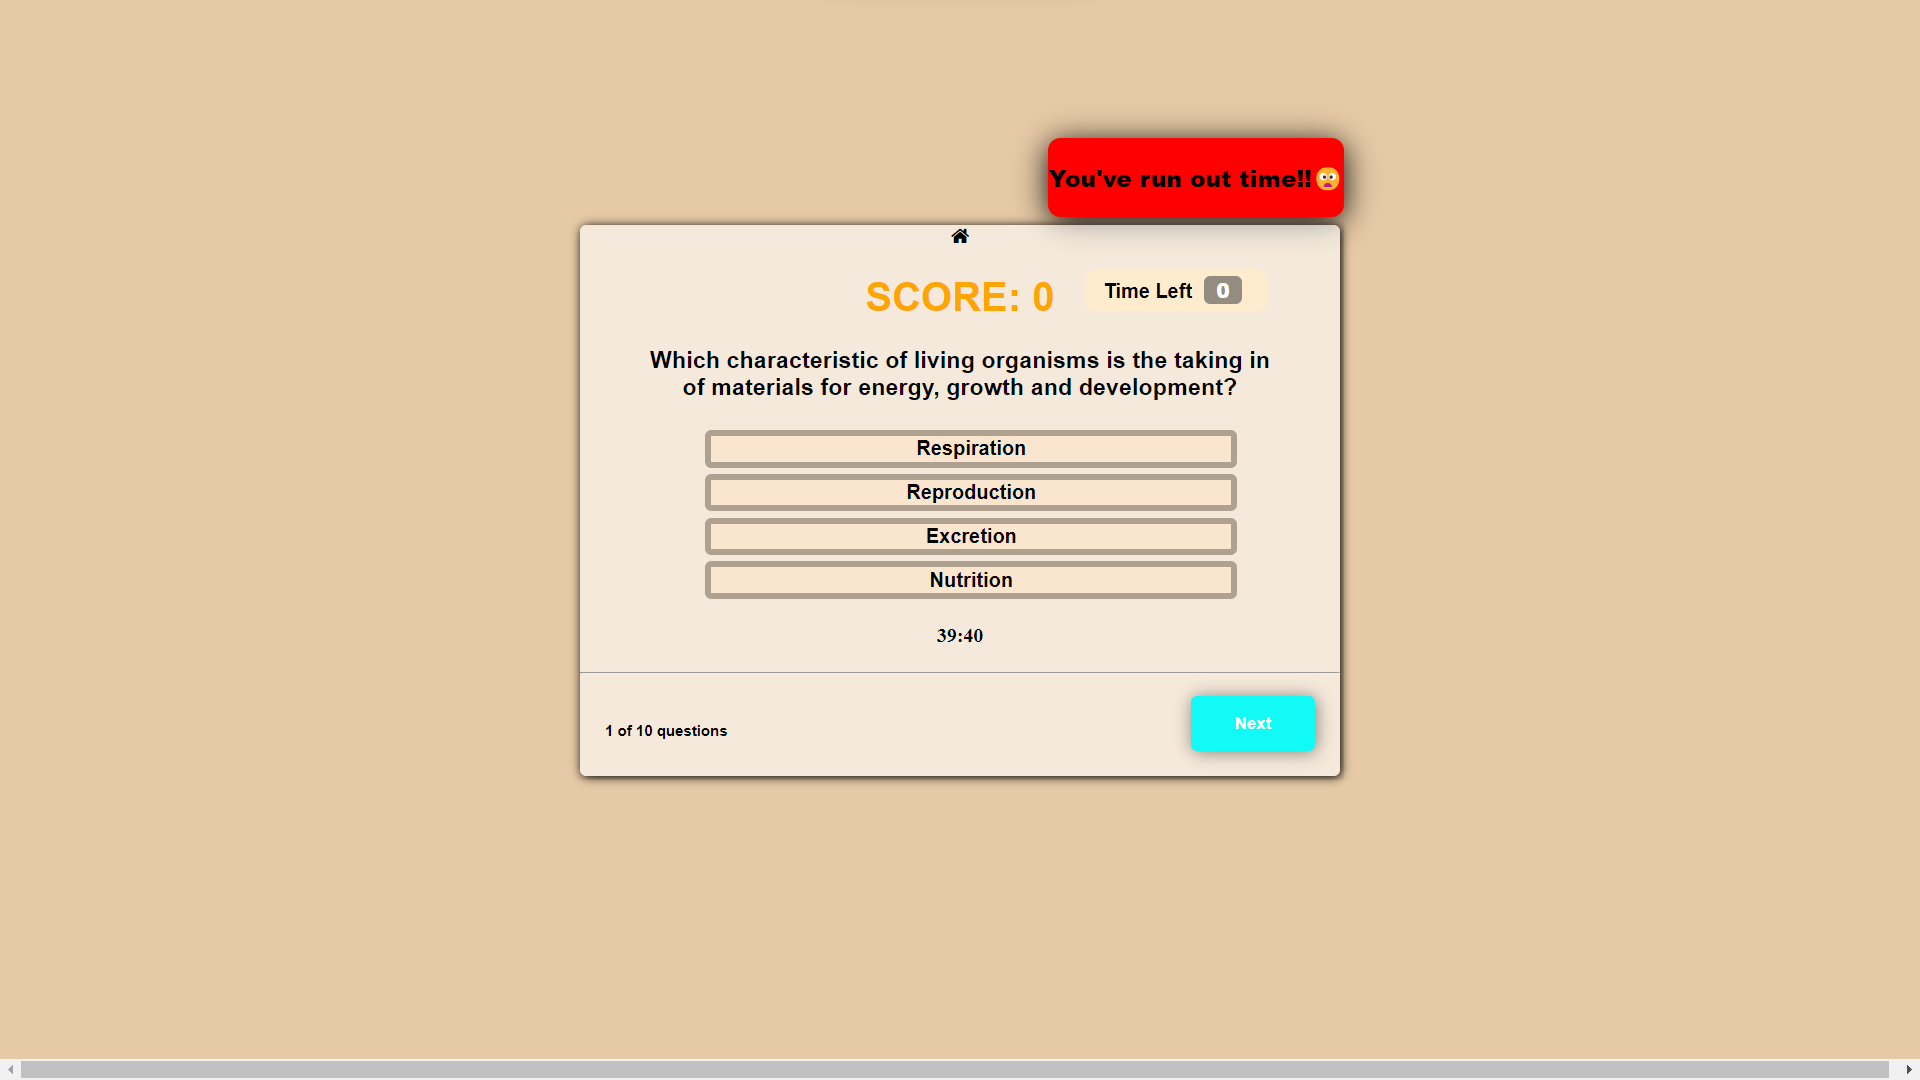 You've run out time!!😨
SCORE: 0
Time Left 0
Which characteristic of living organisms is the taking in
of materials for energy, growth and development?
Respiration
Reproduction
Excretion
Nutrition
39:40
1 of 10 questions
Next